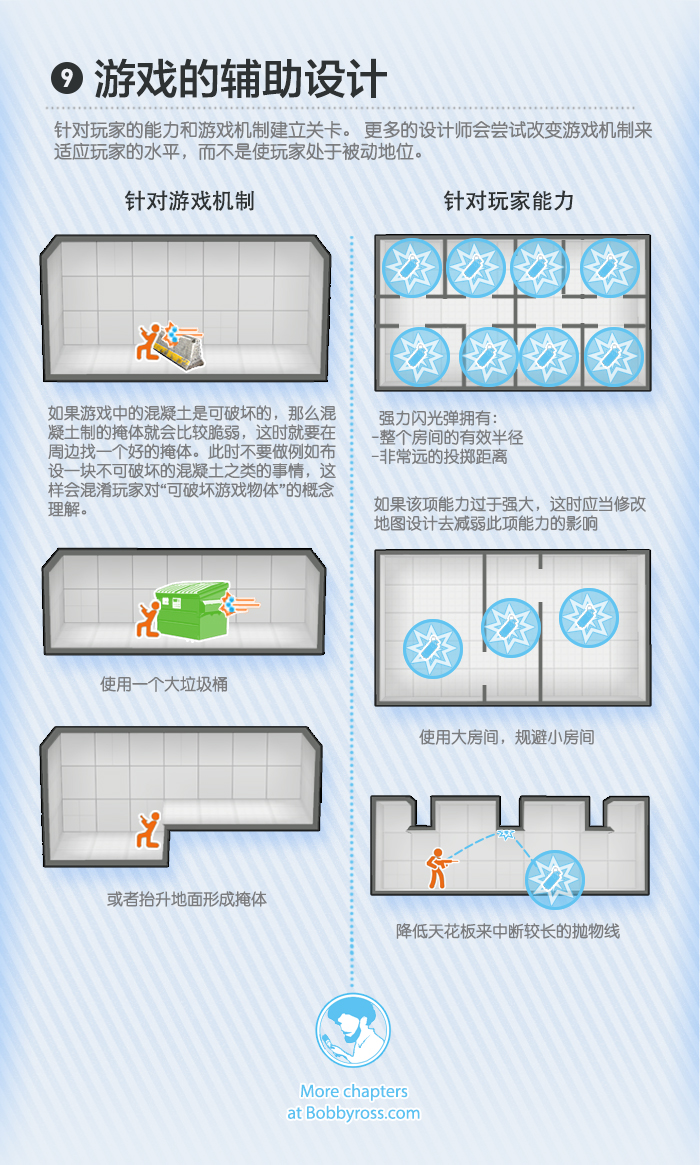 9 游戏的辅助设计
针对玩家的能力和游戏机制建立关卡。 更多的设计师会尝试改变游戏机制来
适应玩家的水平，而不是使玩家处于被动地位。
针对游戏机制
如果游戏中的混凝土是可破坏的，那么混
凝土制的掩体就会比较脆弱，这时就要在
周边找一个好的掩体。此时不要做例如布
设一块不可破坏的混凝土之类的事情，这
样会混淆玩家对“可破坏游戏物体”的概念
理解。
使用一个大垃圾桶
或者抬升地面形成掩体
针对玩家能力
强力闪光弹拥有：
-整个房间的有效半径
-非常远的投掷距离
如果该项能力过于强大，这时应当修改
地图设计去减弱此项能力的影响
使用大房间，规避小房间
降低天花板来中断较长的抛物线
More chapters
at Bobbyross.com